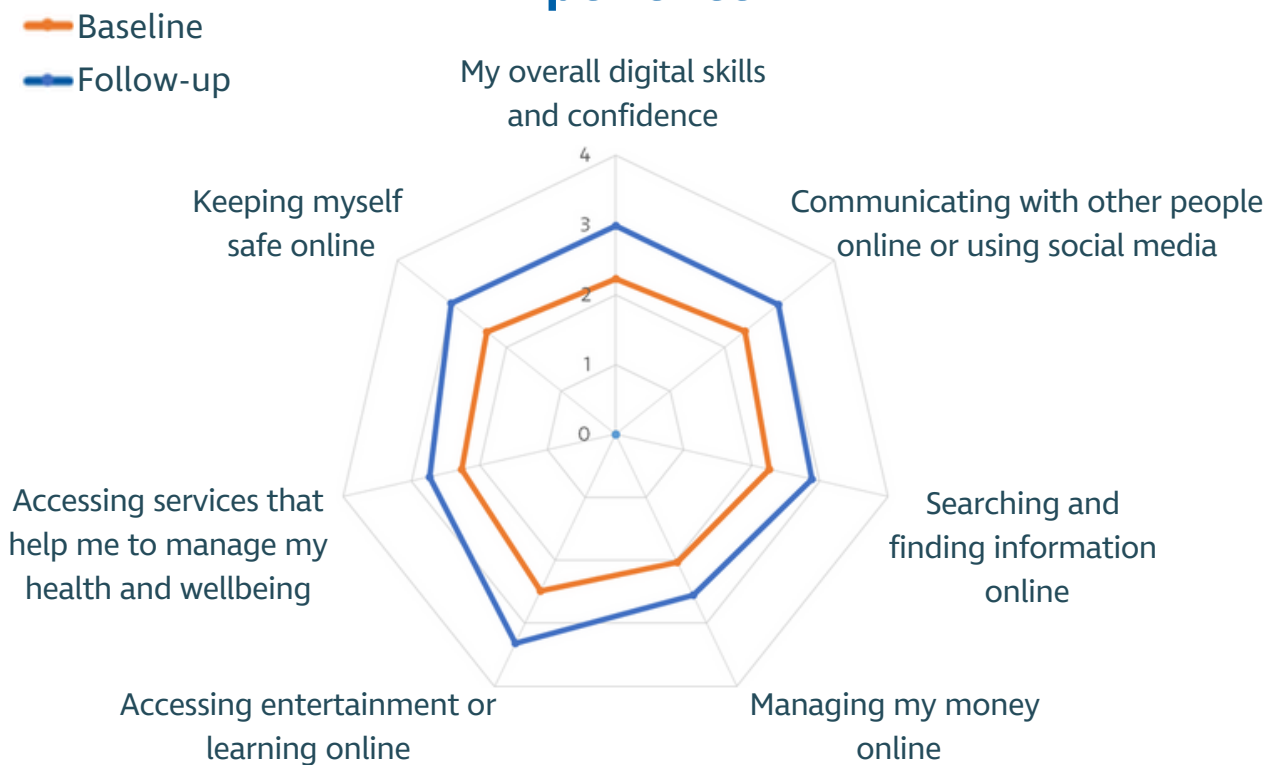 Baseline
Follow-up
My overall digital skills
and confidence
4
3
2
1
0
Keeping myself
safe online
Communicating with other people
online or using social media
Accessing services that
help me to manage my
health and wellbeing
Searching and
finding information
online
Accessing entertainment or
learning online
Managing my money
online